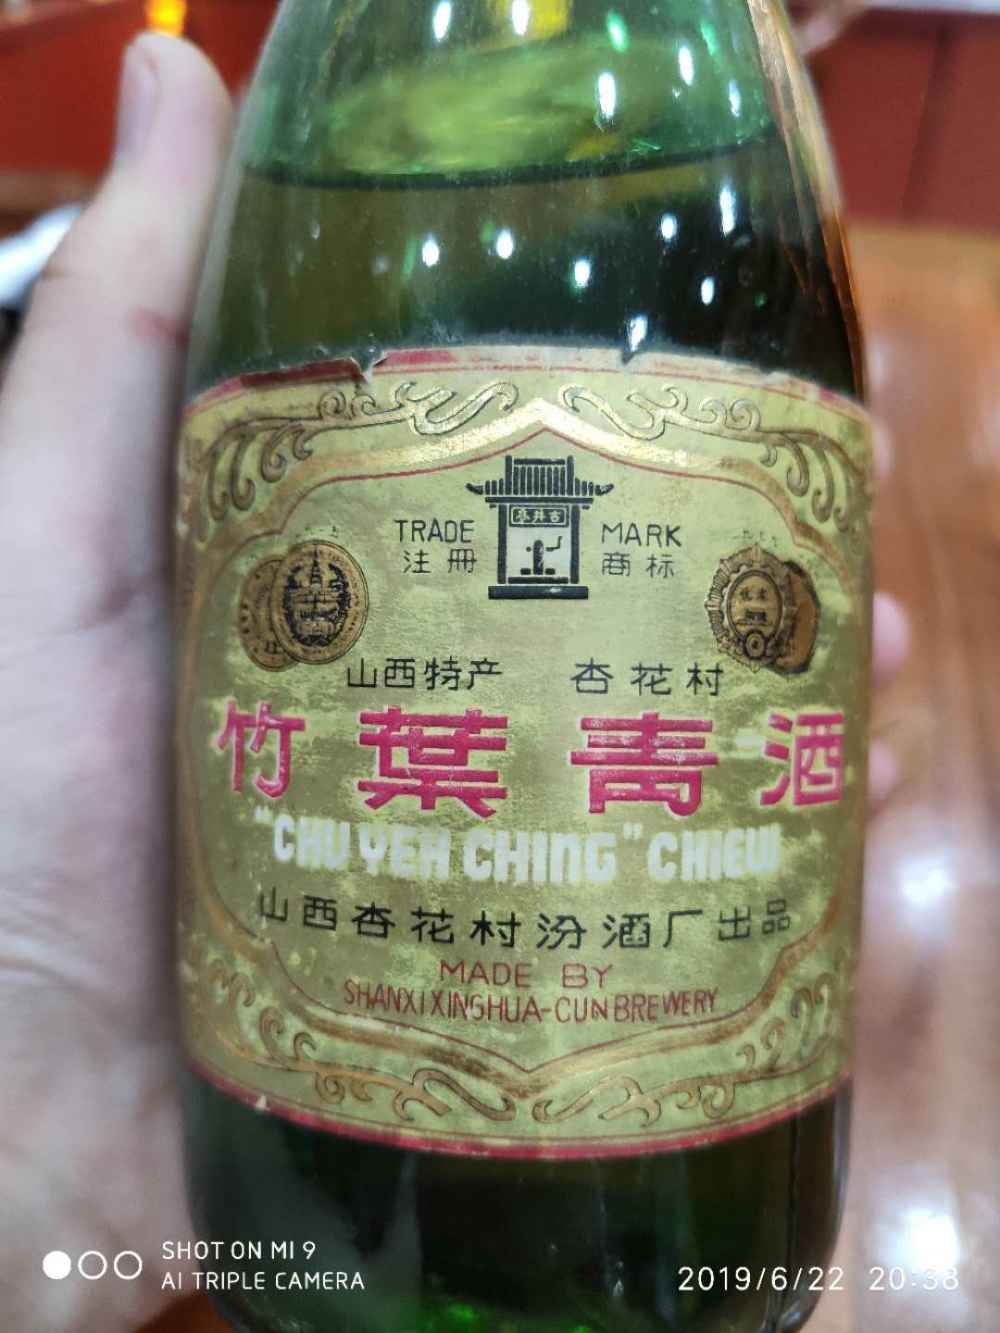 古井亭
TRADE MARK
注冊 商标
山西特产 杏花村
竹葉青酒
"CHU YEH CHING" CHIEW
山西杏花村汾酒厂出品
MADE BY
SHANXI XINGHUA-CUN BREWERY
SHOT ON MI 9
AI TRIPLE CAMERA
2019/6/22 20:38